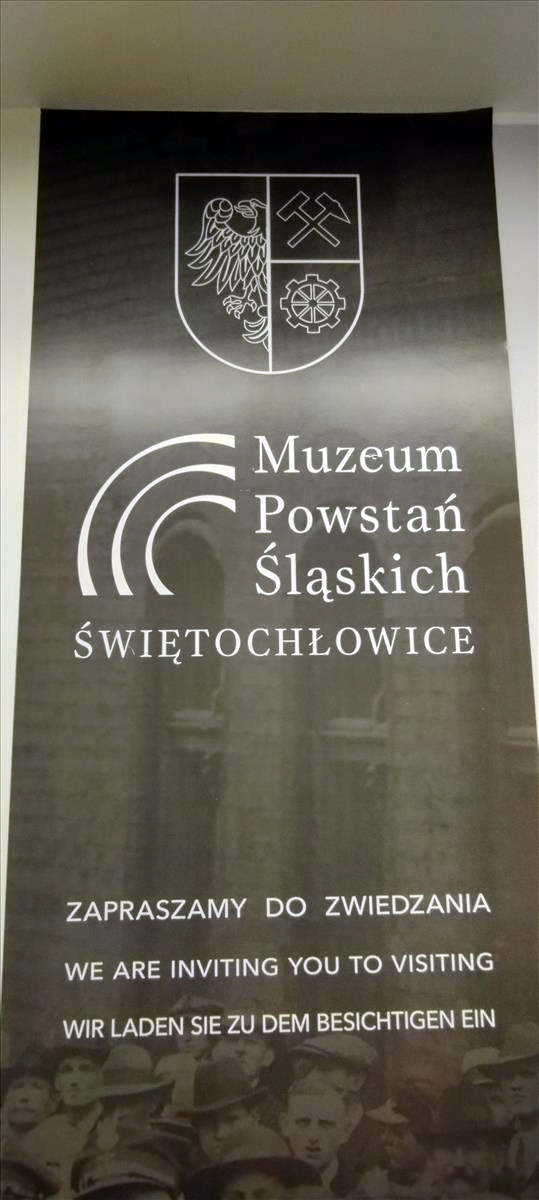 Muzeum
Powstań
Śląskich
ŚWIĘTOCHŁOWICE
ZAPRASZAMY DO ZWIEDZANIA
WE ARE INVITING YOU TO VISITING
WIR LADEN SIE ZU DEM BESICHTIGEN EIN